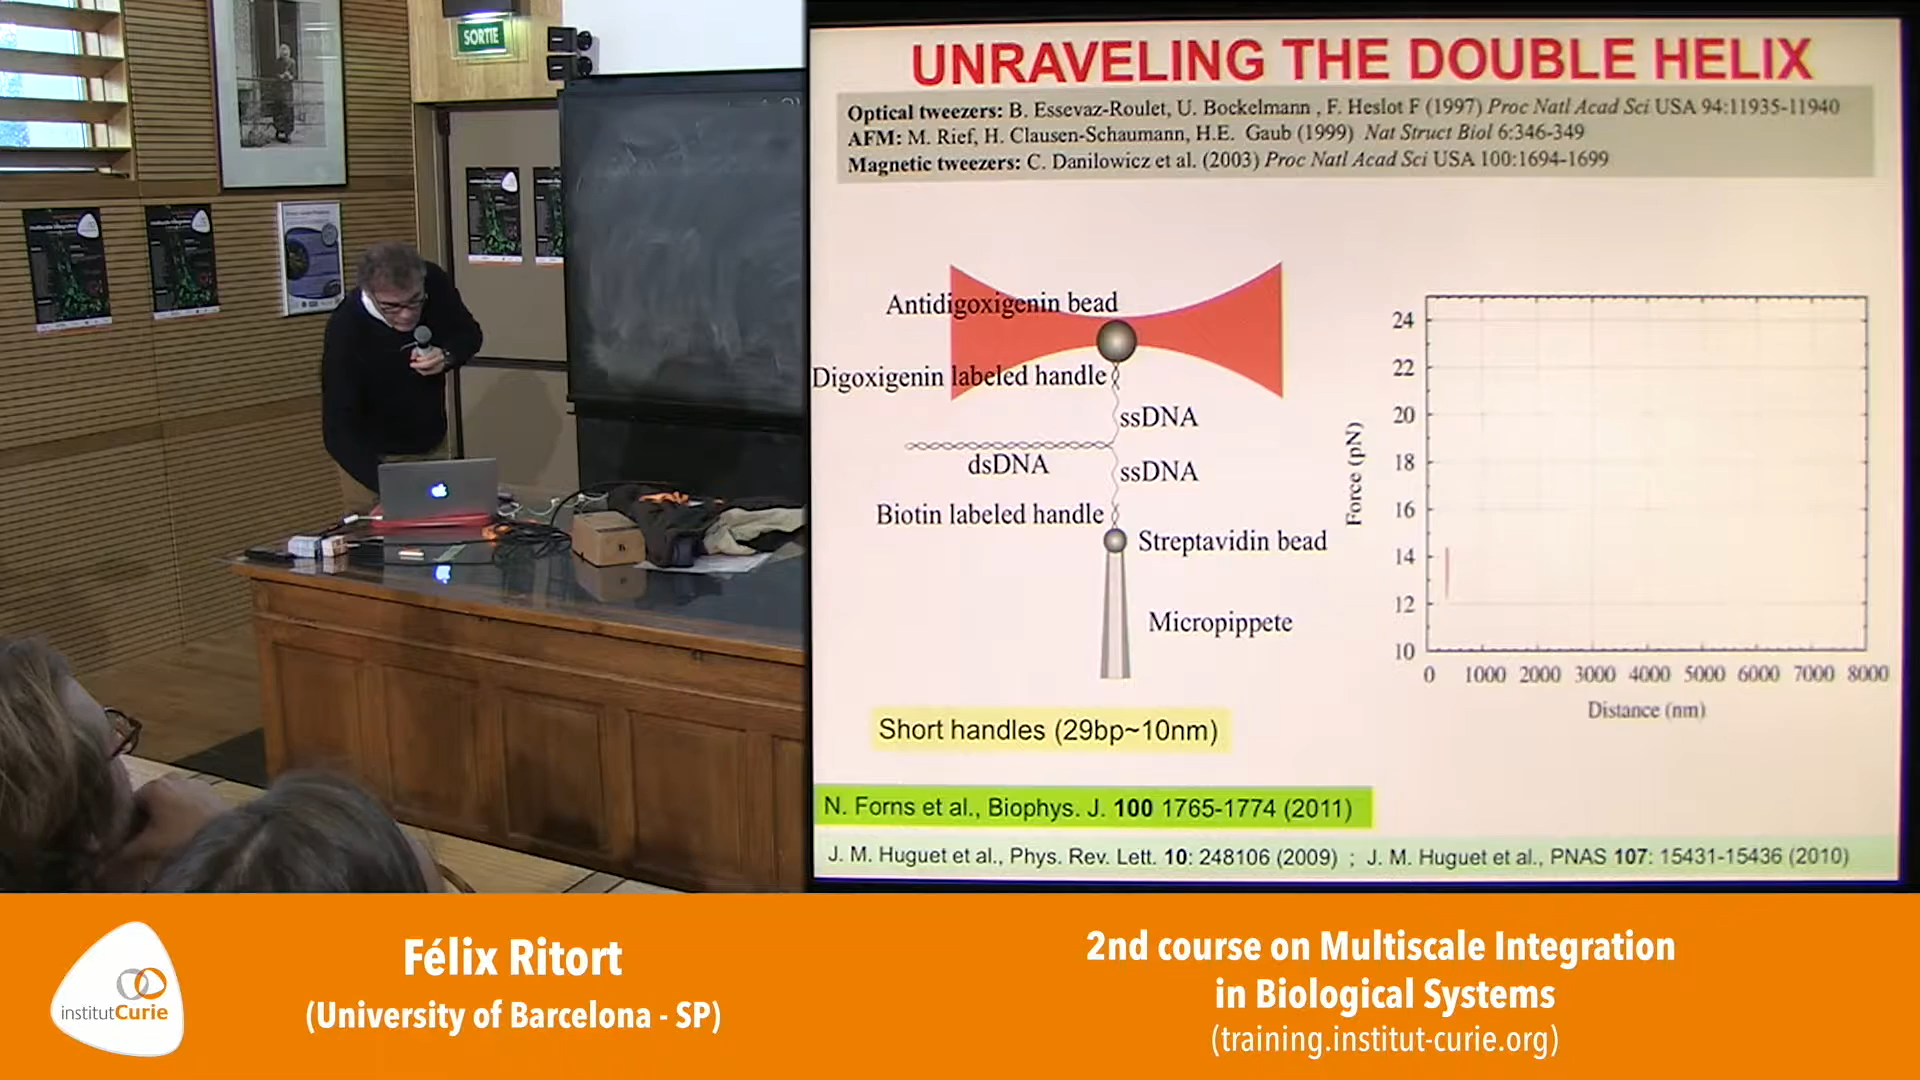 SORTIE
UNRAVELING THE DOUBLE HELIX
Optical tweezers: B. Essevaz-Roulet, U. Bockelmann , F. Heslot F (1997) Proc Natl Acad Sci USA 94:11935-11940
AFM: M. Rief, H. Clausen-Schaumann, H.E. Gaub (1999) Nat Struct Biol 6:346-349
Magnetic tweezers: C. Danilowicz et al. (2003) Proc Natl Acad Sci USA 100:1694-1699
Antidigoxigenin bead
Digoxigenin labeled handle
ssDNA
dsDNA
ssDNA
Biotin labeled handle
Streptavidin bead
Micropippete
Short handles (29bp~10nm)
Force (pN)
24
22
20
18
16
14
12
10
0 1000 2000 3000 4000 5000 6000 7000 8000
Distance (nm)
N. Forns et al., Biophys. J. 100 1765-1774 (2011)
J. M. Huguet et al., Phys. Rev. Lett. 10: 248106 (2009) ; J. M. Huguet et al., PNAS 107: 15431-15436 (2010)
institutCurie
Félix Ritort
(University of Barcelona - SP)
2nd course on Multiscale Integration
in Biological Systems
(training.institut-curie.org)